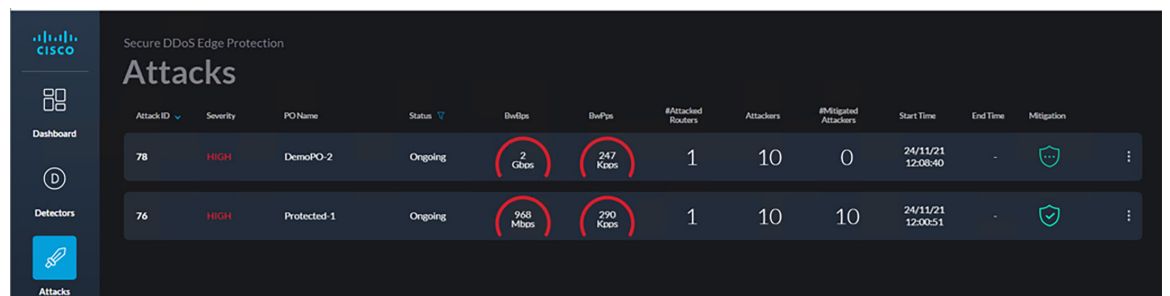 CISCO
Secure DDoS Edge Protection
Attacks
Dashboard
D
Detectors
Attacks
Attack ID Severity PO Name Status BwBps BwPps #Attacked Routers Attackers #Mitigated Attackers Start Time End Time Mitigation
78 HIGH DemoPO-2 Ongoing 2 Gbps 247 Kpps 1 10 0 24/11/21 12:08:40 -
76 HIGH Protected-1 Ongoing 968 Mbps 290 Kpps 1 10 10 24/11/21 12:00:51 -